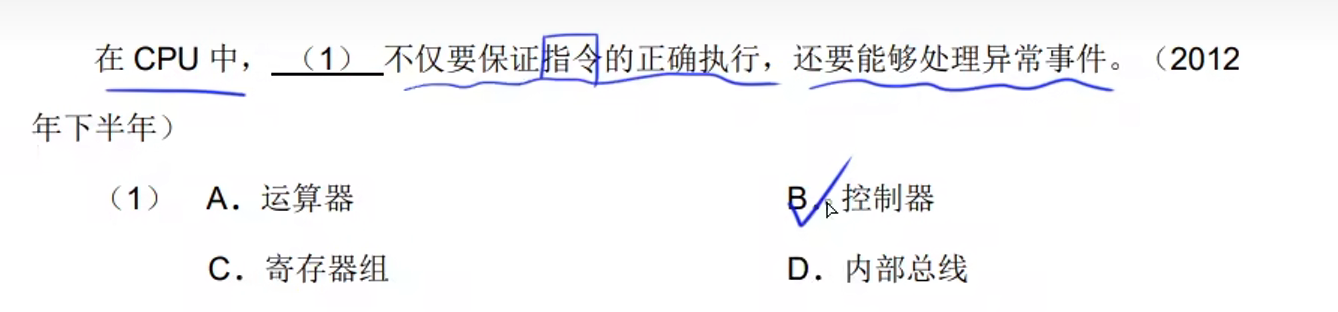 在 CPU 中，（1）不仅要保证指令的正确执行，还要能够处理异常事件。（2012
年下半年）
（1） A．运算器 B．控制器
C．寄存器组 D．内部总线